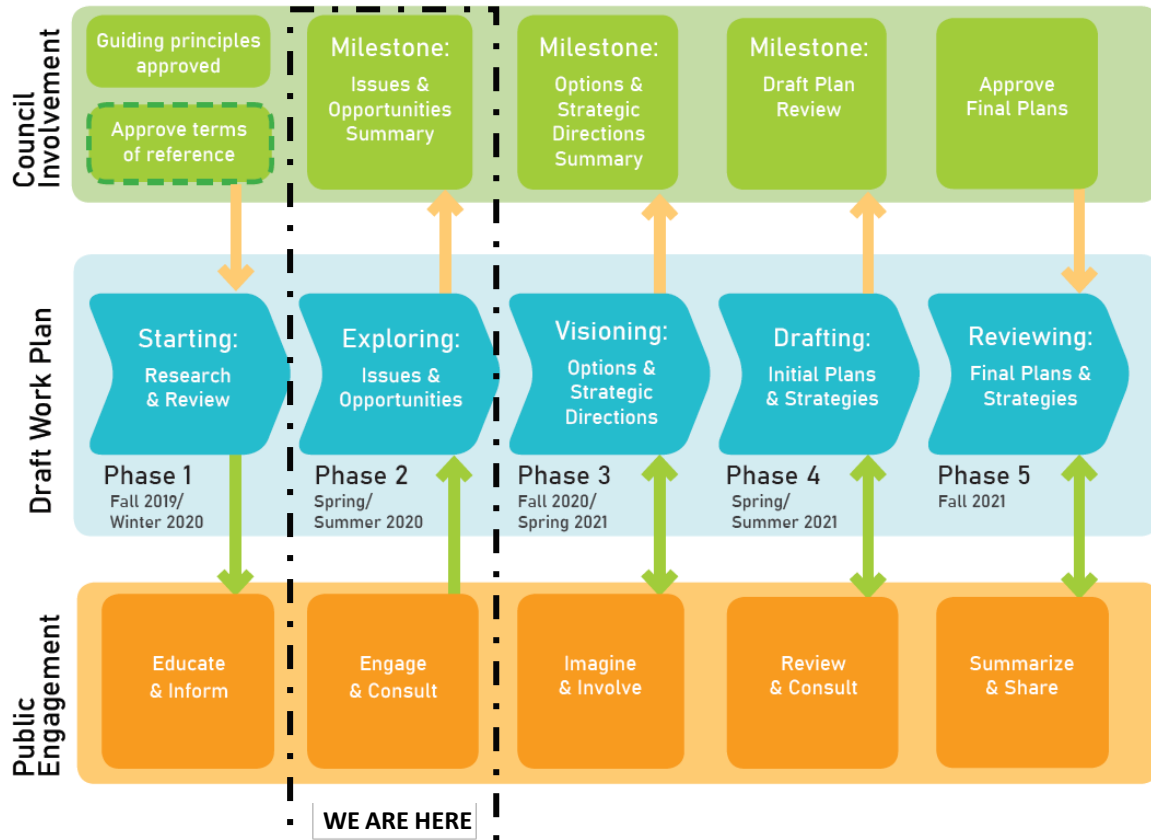 Council
Involvement
Guiding principles
approved
Approve terms
of reference
Milestone:
Issues &
Opportunities
Summary
Milestone:
Options &
Strategic
Directions
Summary
Milestone:
Draft Plan
Review
Approve
Final Plans
Draft Work Plan
Starting:
Research
& Review
Exploring:
Issues &
Opportunities
Visioning:
Options &
Strategic
Directions
Drafting:
Initial Plans
& Strategies
Reviewing:
Final Plans &
Strategies
Phase 1
Fall 2019/
Winter 2020
Phase 2
Spring/
Summer 2020
Phase 3
Fall 2020/
Spring 2021
Phase 4
Spring/
Summer 2021
Phase 5
Fall 2021
Public
Engagement
Educate
& Inform
Engage
& Consult
Imagine
& Involve
Review
& Consult
Summarize
& Share
WE ARE HERE